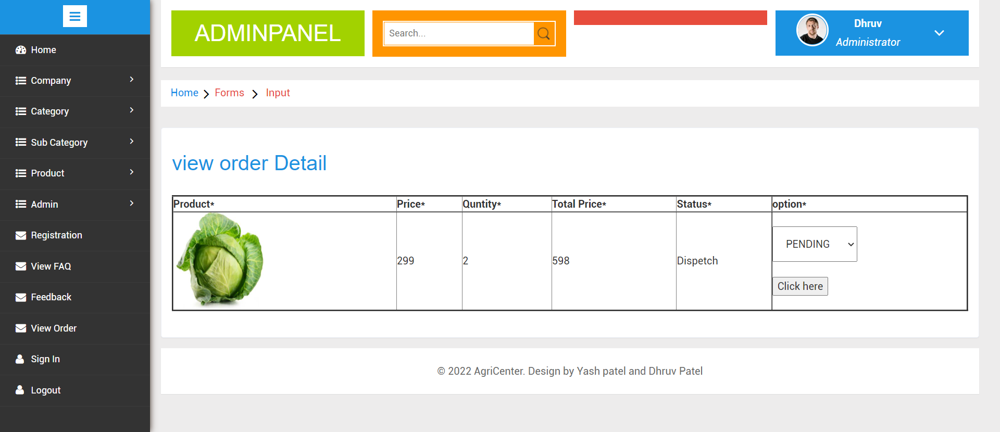 ADMINPANEL
Search...
Dhruv
Administrator
Home
Company
Category
Sub Category
Product
Admin
Registration
View FAQ
Feedback
View Order
Sign In
Logout
Home Forms Input
view order Detail
Product* Price* Quntity* Total Price* Status* option*
299 2 598 Dispetch PENDING
Click here
© 2022 AgriCenter. Design by Yash patel and Dhruv Patel